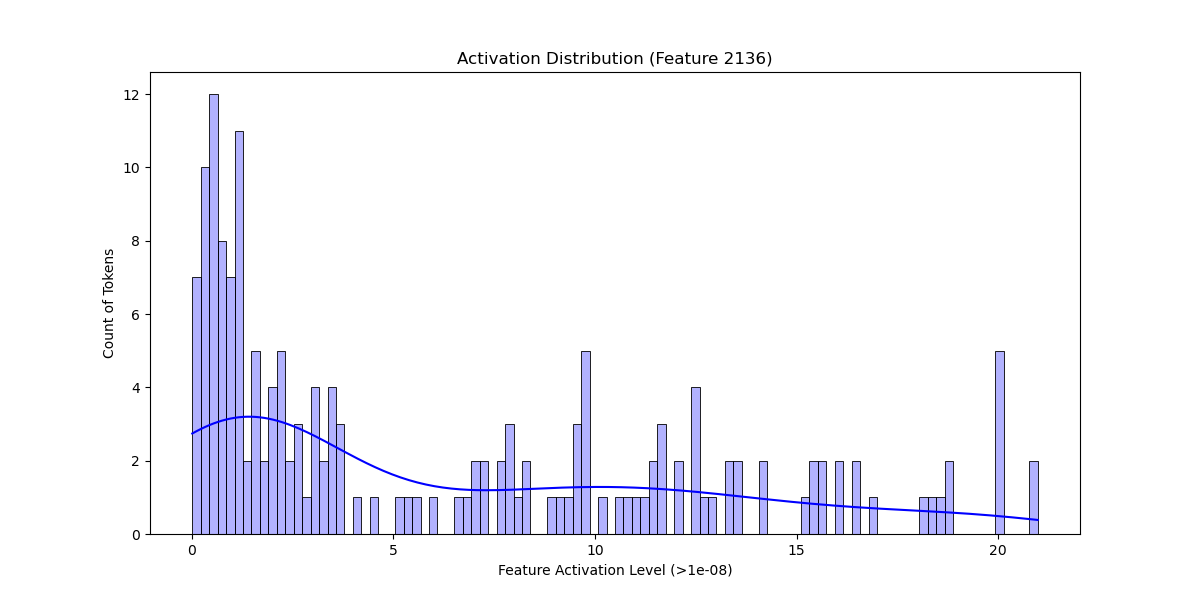 Activation Distribution (Feature 2136)
12
10
8
6
4
2
0
Count of Tokens
0 5 10 15 20
Feature Activation Level (>1e-08)